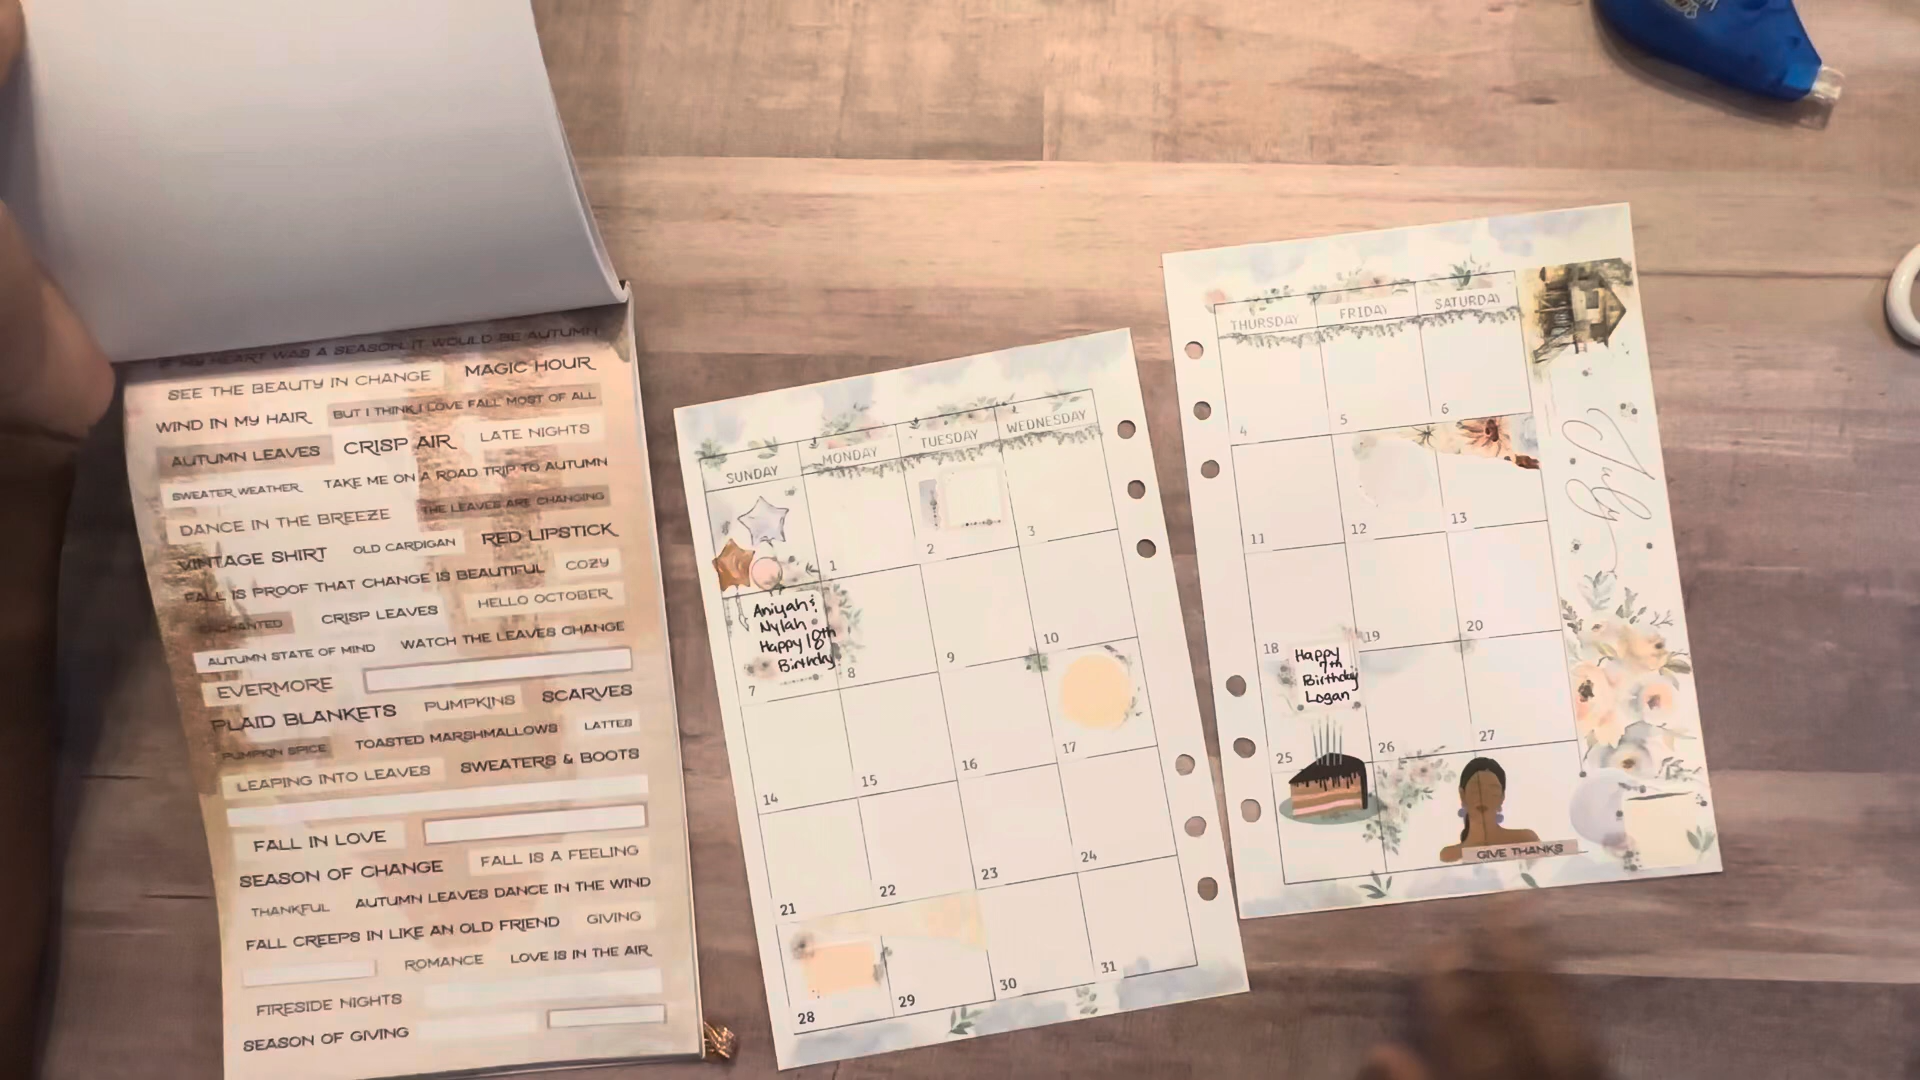 MY HEART WAS A SEASON IT WOULD BE AUTUMN
SEE THE BEAUTY IN CHANGE MAGIC HOUR
WIND IN MY HAIR BUT I THINK I LOVE FALL MOST OF ALL
AUTUMN LEAVES CRISP AIR LATE NIGHTS
SWEATER WEATHER TAKE ME ON A ROAD TRIP TO AUTUMN
DANCE IN THE BREEZE THE LEAVES ARE CHANGING
VINTAGE SHIRT OLD CARDIGAN RED LIPSTICK
FALL IS PROOF THAT CHANGE IS BEAUTIFUL COZY
ENCHANTED CRISP LEAVES HELLO OCTOBER
AUTUMN STATE OF MIND WATCH THE LEAVES CHANGE
EVERMORE
PLAID BLANKETS PUMPKINS SCARVES
PUMPKIN SPICE TOASTED MARSHMALLOWS LATTES
LEAPING INTO LEAVES SWEATERS & BOOTS
FALL IN LOVE
SEASON OF CHANGE FALL IS A FEELING
THANKFUL AUTUMN LEAVES DANCE IN THE WIND
FALL CREEPS IN LIKE AN OLD FRIEND GIVING
ROMANCE LOVE IS IN THE AIR
FIRESIDE NIGHTS
SEASON OF GIVING
SUNDAY MONDAY TUESDAY WEDNESDAY
1 2 3
Aniyah &
Nylah
Happy 18th
Birthday
7 8 9 10
14 15 16 17
21 22 23 24
28 29 30 31
THURSDAY FRIDAY SATURDAY
4 5 6
11 12 13
18 19 20
Happy
7th
Birthday
Logan
25 26 27
GIVE THANKS
July